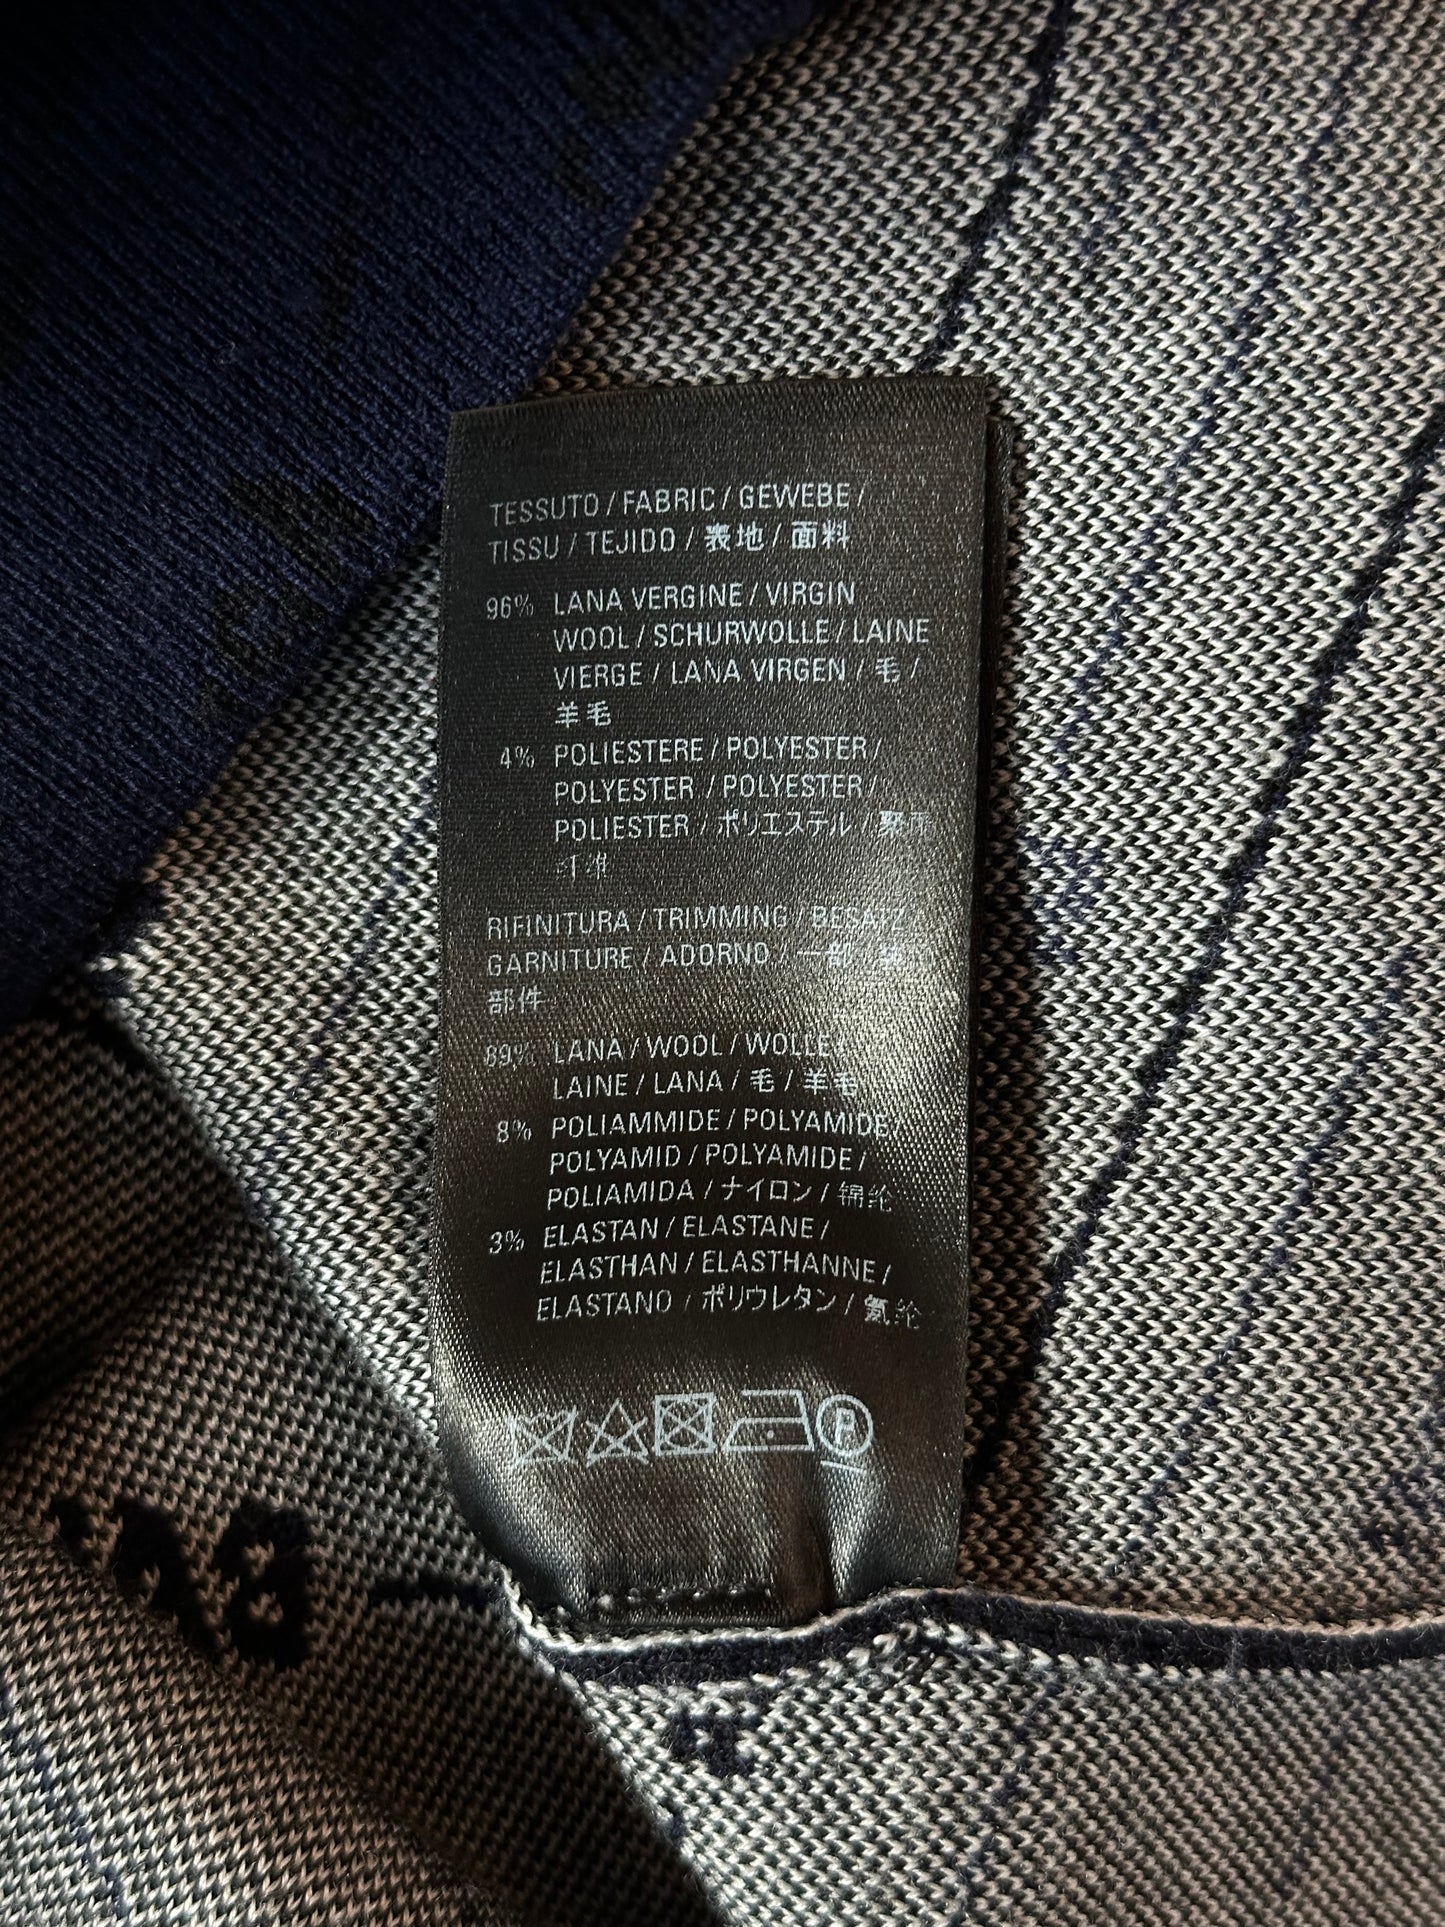 TESSUTO / FABRIC / GEWEBE /
TISSU / TEJIDO / 表地 / 面料
96% LANA VERGINE / VIRGIN
WOOL / SCHURWOLLE / LAINE
VIERGE / LANA VIRGEN / 毛 /
羊毛
4% POLIESTERE / POLYESTER /
POLYESTER / POLYESTER /
POLIESTER / ポリエステル /
RIFINITURA / TRIMMING / BESATZ /
GARNITURE / ADORNO / 一部 /
部件
89% LANA / WOOL / WOLLE /
LAINE / LANA / 毛 / 羊毛
8% POLIAMMIDE / POLYAMIDE /
POLYAMID / POLYAMIDE /
POLIAMIDA / ナイロン / 锦纶
3% ELASTAN / ELASTANE /
ELASTHAN / ELASTHANNE /
ELASTANO / ポリウレタン / 氨纶
P